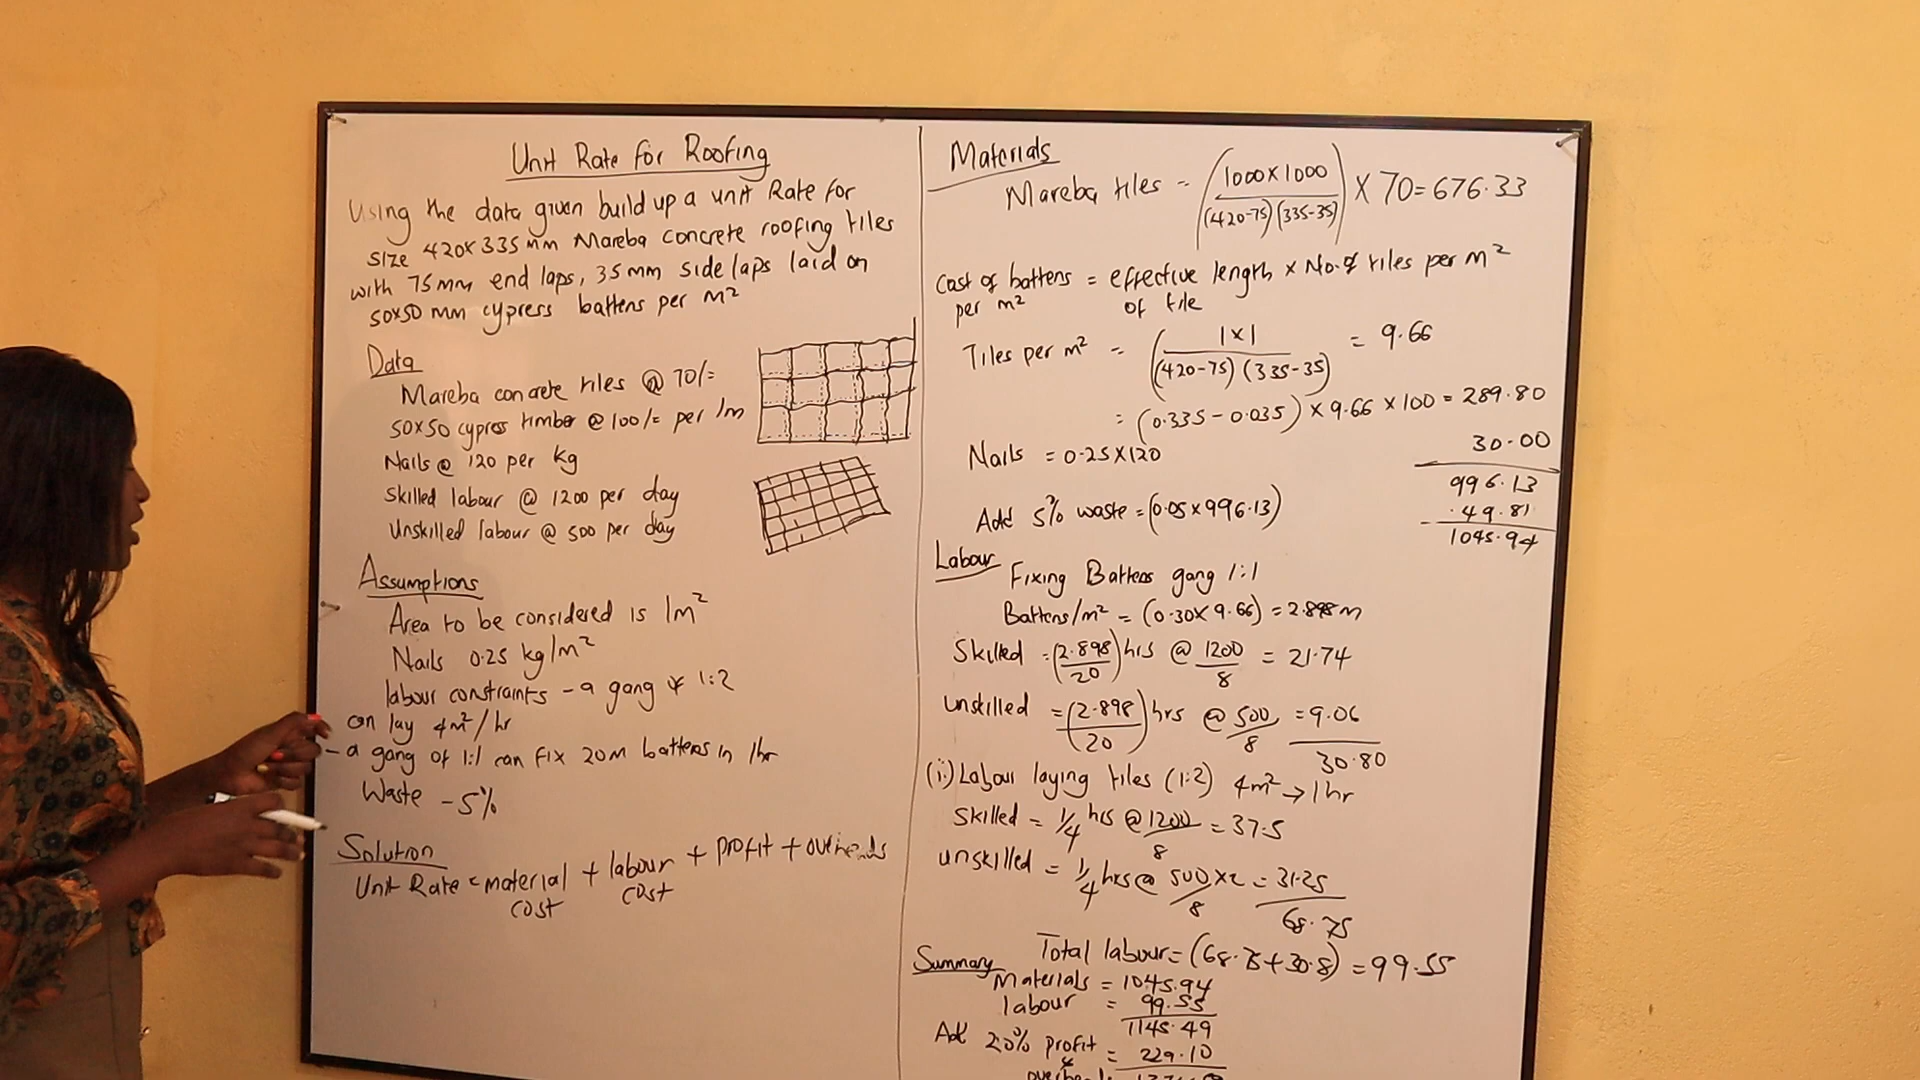 Unit Rate for Roofing
Using the data given build up a unit Rate for
size 420x335mm Mareba concrete roofing tiles
with 75mm end laps, 35mm side laps laid on
50x50 mm cypress battens per m²
Data
Mareba concrete tiles @ 70/=
50x50 cypress timber @ 100/= per 1m
Nails @ 120 per kg
Skilled labour @ 1200 per day
Unskilled labour @ 500 per day
Assumptions
Area to be considered is 1m²
Nails 0.25 kg/m²
labour constraints - a gang of 1:2
can lay 4m²/hr
- a gang of 1:1 can fix 20m battens in 1hr
Waste - 5%
Solution
Unit Rate = material + labour + profit + overheads
cost cost
Materials
Mareba tiles - (1000x1000 / (420-75)(335-35)) x 70 = 676.33
Cost of battens = effective length x No. of tiles per m²
per m² of tile
Tiles per m² = (1x1 / (420-75)(335-35)) = 9.66
= (0.335-0.035) x 9.66 x 100 = 289.80
Nails = 0.25x120 30.00
996.13
Add 5% waste = (0.05x996.13) 49.81
1045.94
Labour
Fixing Battens gang 1:1
Battens/m² = (0.30x9.66) = 2.898m
Skilled = (2.898/20) hrs @ 1200/8 = 21.74
unskilled = (2.898/20) hrs @ 500/8 = 9.06
30.80
(i) Labour laying tiles (1:2) 4m² → 1hr
Skilled = 1/4 hrs @ 1200/8 = 37.5
unskilled = 1/4 hrs @ 500/8 x2 = 31.25
68.75
Total labour = (68.75+30.8) = 99.55
Summary
Materials = 1045.94
labour = 99.55
1145.49
Add 20% profit = 229.10
&